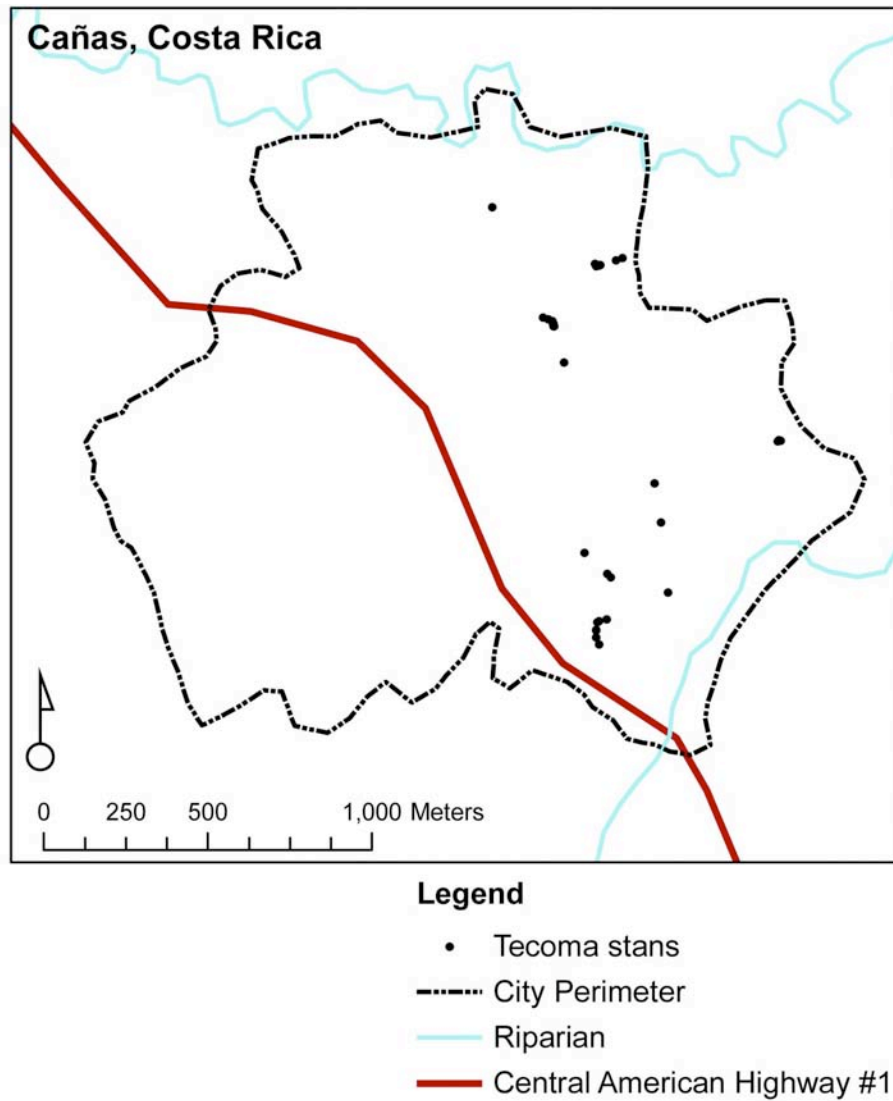 Cañas, Costa Rica
0 250 500 1,000 Meters
Legend
Tecoma stans
City Perimeter
Riparian
Central American Highway #1